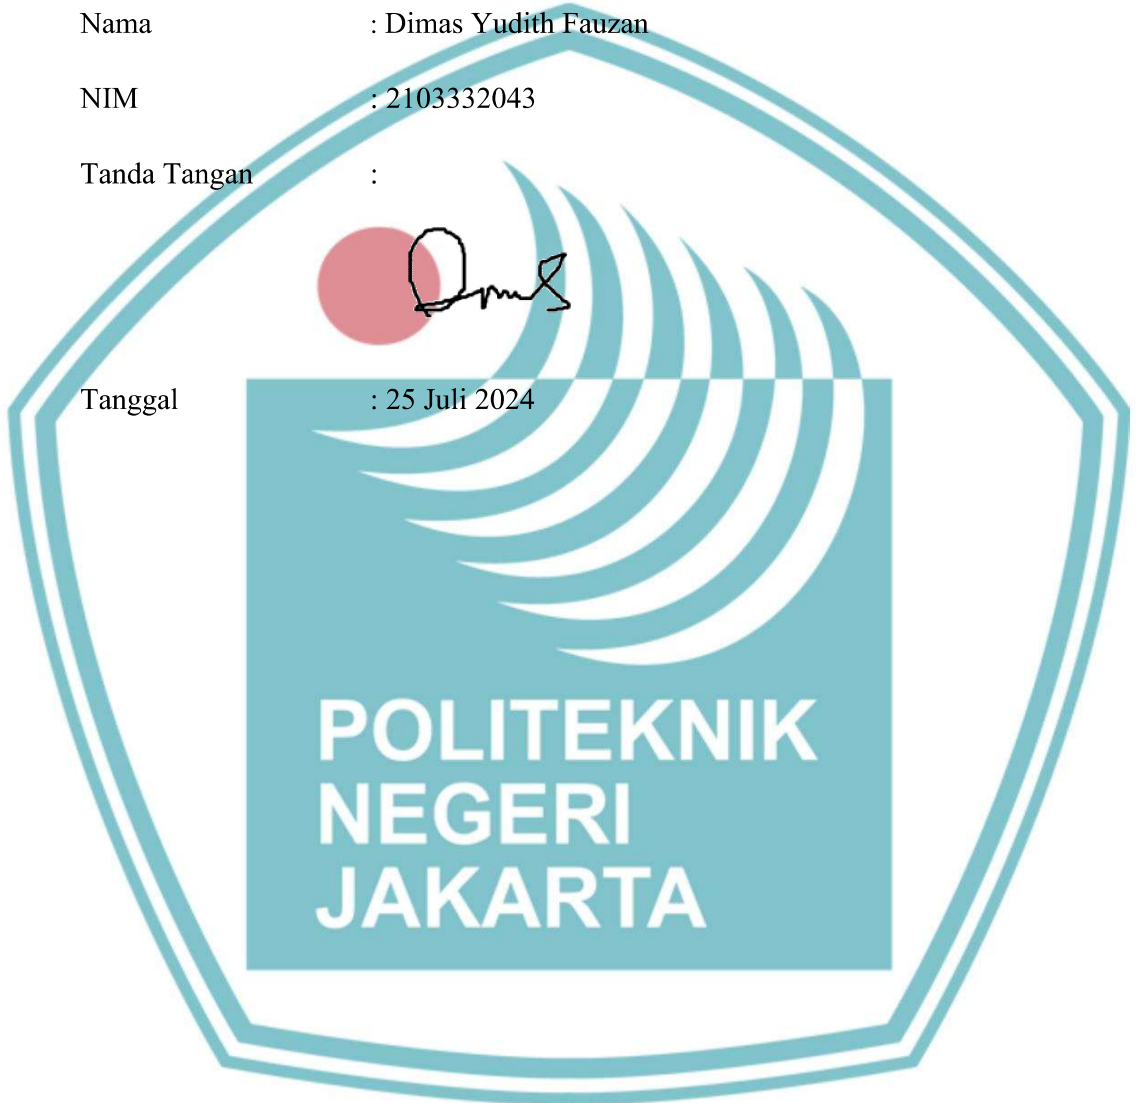 Nama : Dimas Yudith Fauzan
NIM : 2103332043
Tanda Tangan :
Tanggal : 25 Juli 2024
POLITEKNIK
NEGERI
JAKARTA